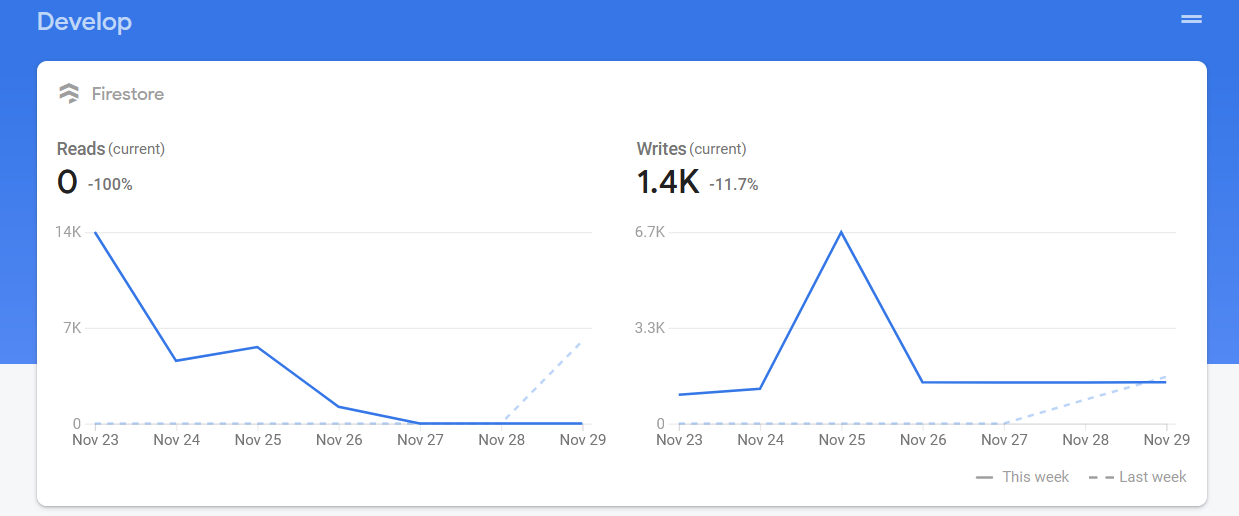 Develop
Firestore
Reads (current)
0 -100%
14K
7K
0
Nov 23 Nov 24 Nov 25 Nov 26 Nov 27 Nov 28 Nov 29
Writes (current)
1.4K -11.7%
6.7K
3.3K
0
Nov 23 Nov 24 Nov 25 Nov 26 Nov 27 Nov 28 Nov 29
This week Last week